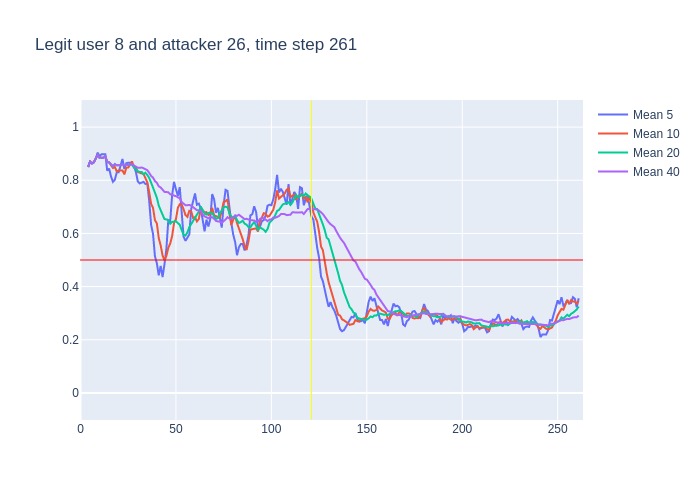 Legit user 8 and attacker 26, time step 261
Mean 5
Mean 10
Mean 20
Mean 40
1
0.8
0.6
0.4
0.2
0
0 50 100 150 200 250